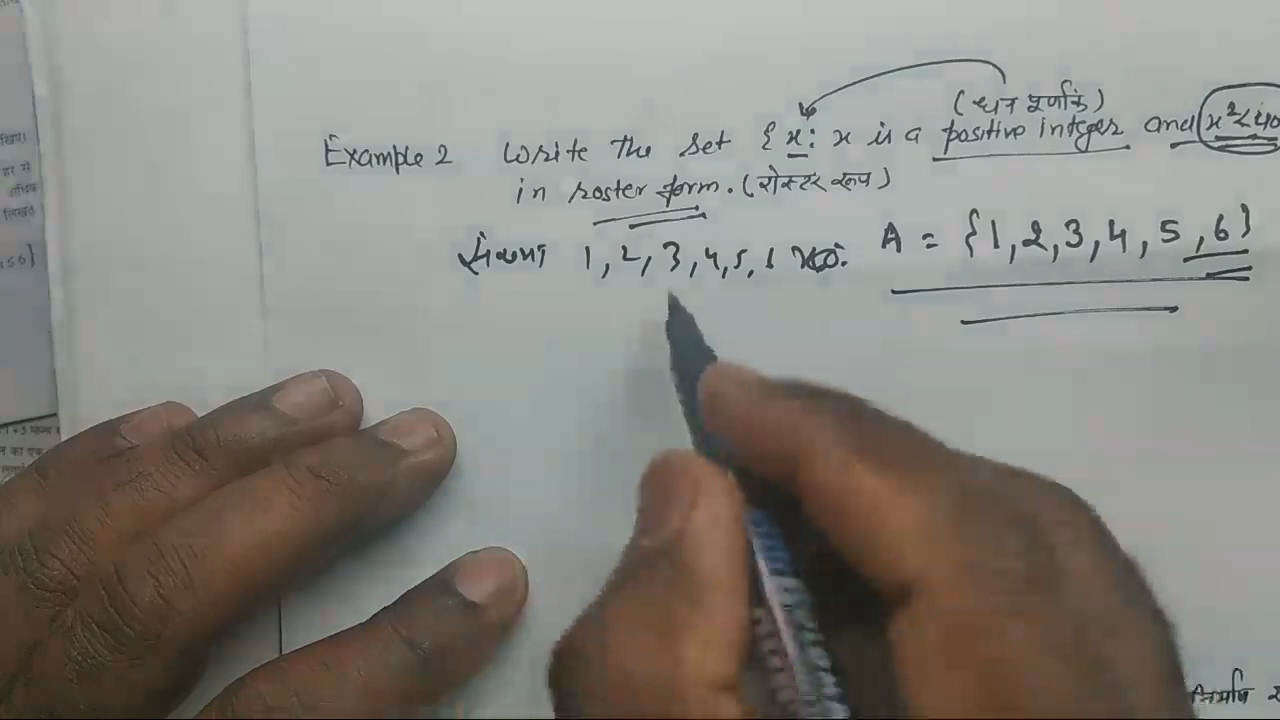 (धन पूर्णांक)
Example 2 Write the set {x: x is a positive integer and x²<40
in roster form. (रोस्टर रूप)
संख्या 1, 2, 3, 4, 5, 6 A = {1, 2, 3, 4, 5, 6}